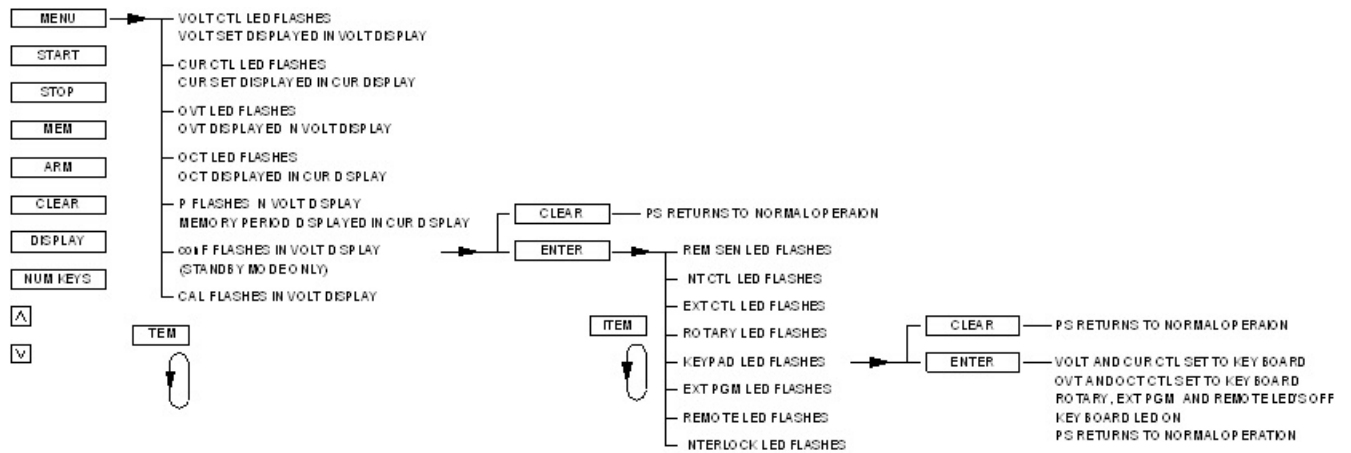 MENU
VOLT CTL LED FLASHES
VOLT SET DISPLAYED IN VOLT DISPLAY
START
CUR CTL LED FLASHES
CUR SET DISPLAYED IN CUR DISPLAY
STOP
OVT LED FLASHES
OVT DISPLAYED N VOLT DISPLAY
MEM
OCT LED FLASHES
OCT DISPLAYED IN CUR DISPLAY
ARM
CLEAR
P FLASHES N VOLT DISPLAY
MEMORY PERIOD D SPLAYED IN CUR D SPLAY
CLEAR
PS RETURNS TO NORMAL OPERAION
DISPLAY
conF FLASHES IN VOLT D SPLAY
(STANDBY MODE ONLY)
ENTER
REM SEN LED FLASHES
NUM KEYS
CAL FLASHES IN VOLT DISPLAY
NT CTL LED FLASHES
EXT CTL LED FLASHES
TEM
ITEM
ROTARY LED FLASHES
CLEAR
PS RETURNS TO NORMAL OPERAION
KEYPAD LED FLASHES
ENTER
VOLT AND CUR CTL SET TO KEY BOARD
OVT AND OCT CTL SET TO KEY BOARD
EXT PGM LED FLASHES
ROTARY, EXT PGM AND REMOTE LED'S OFF
REMOTE LED FLASHES
KEY BOARD LED ON
PS RETURNS TO NORMAL OPERATION
NTERLOCK LED FLASHES